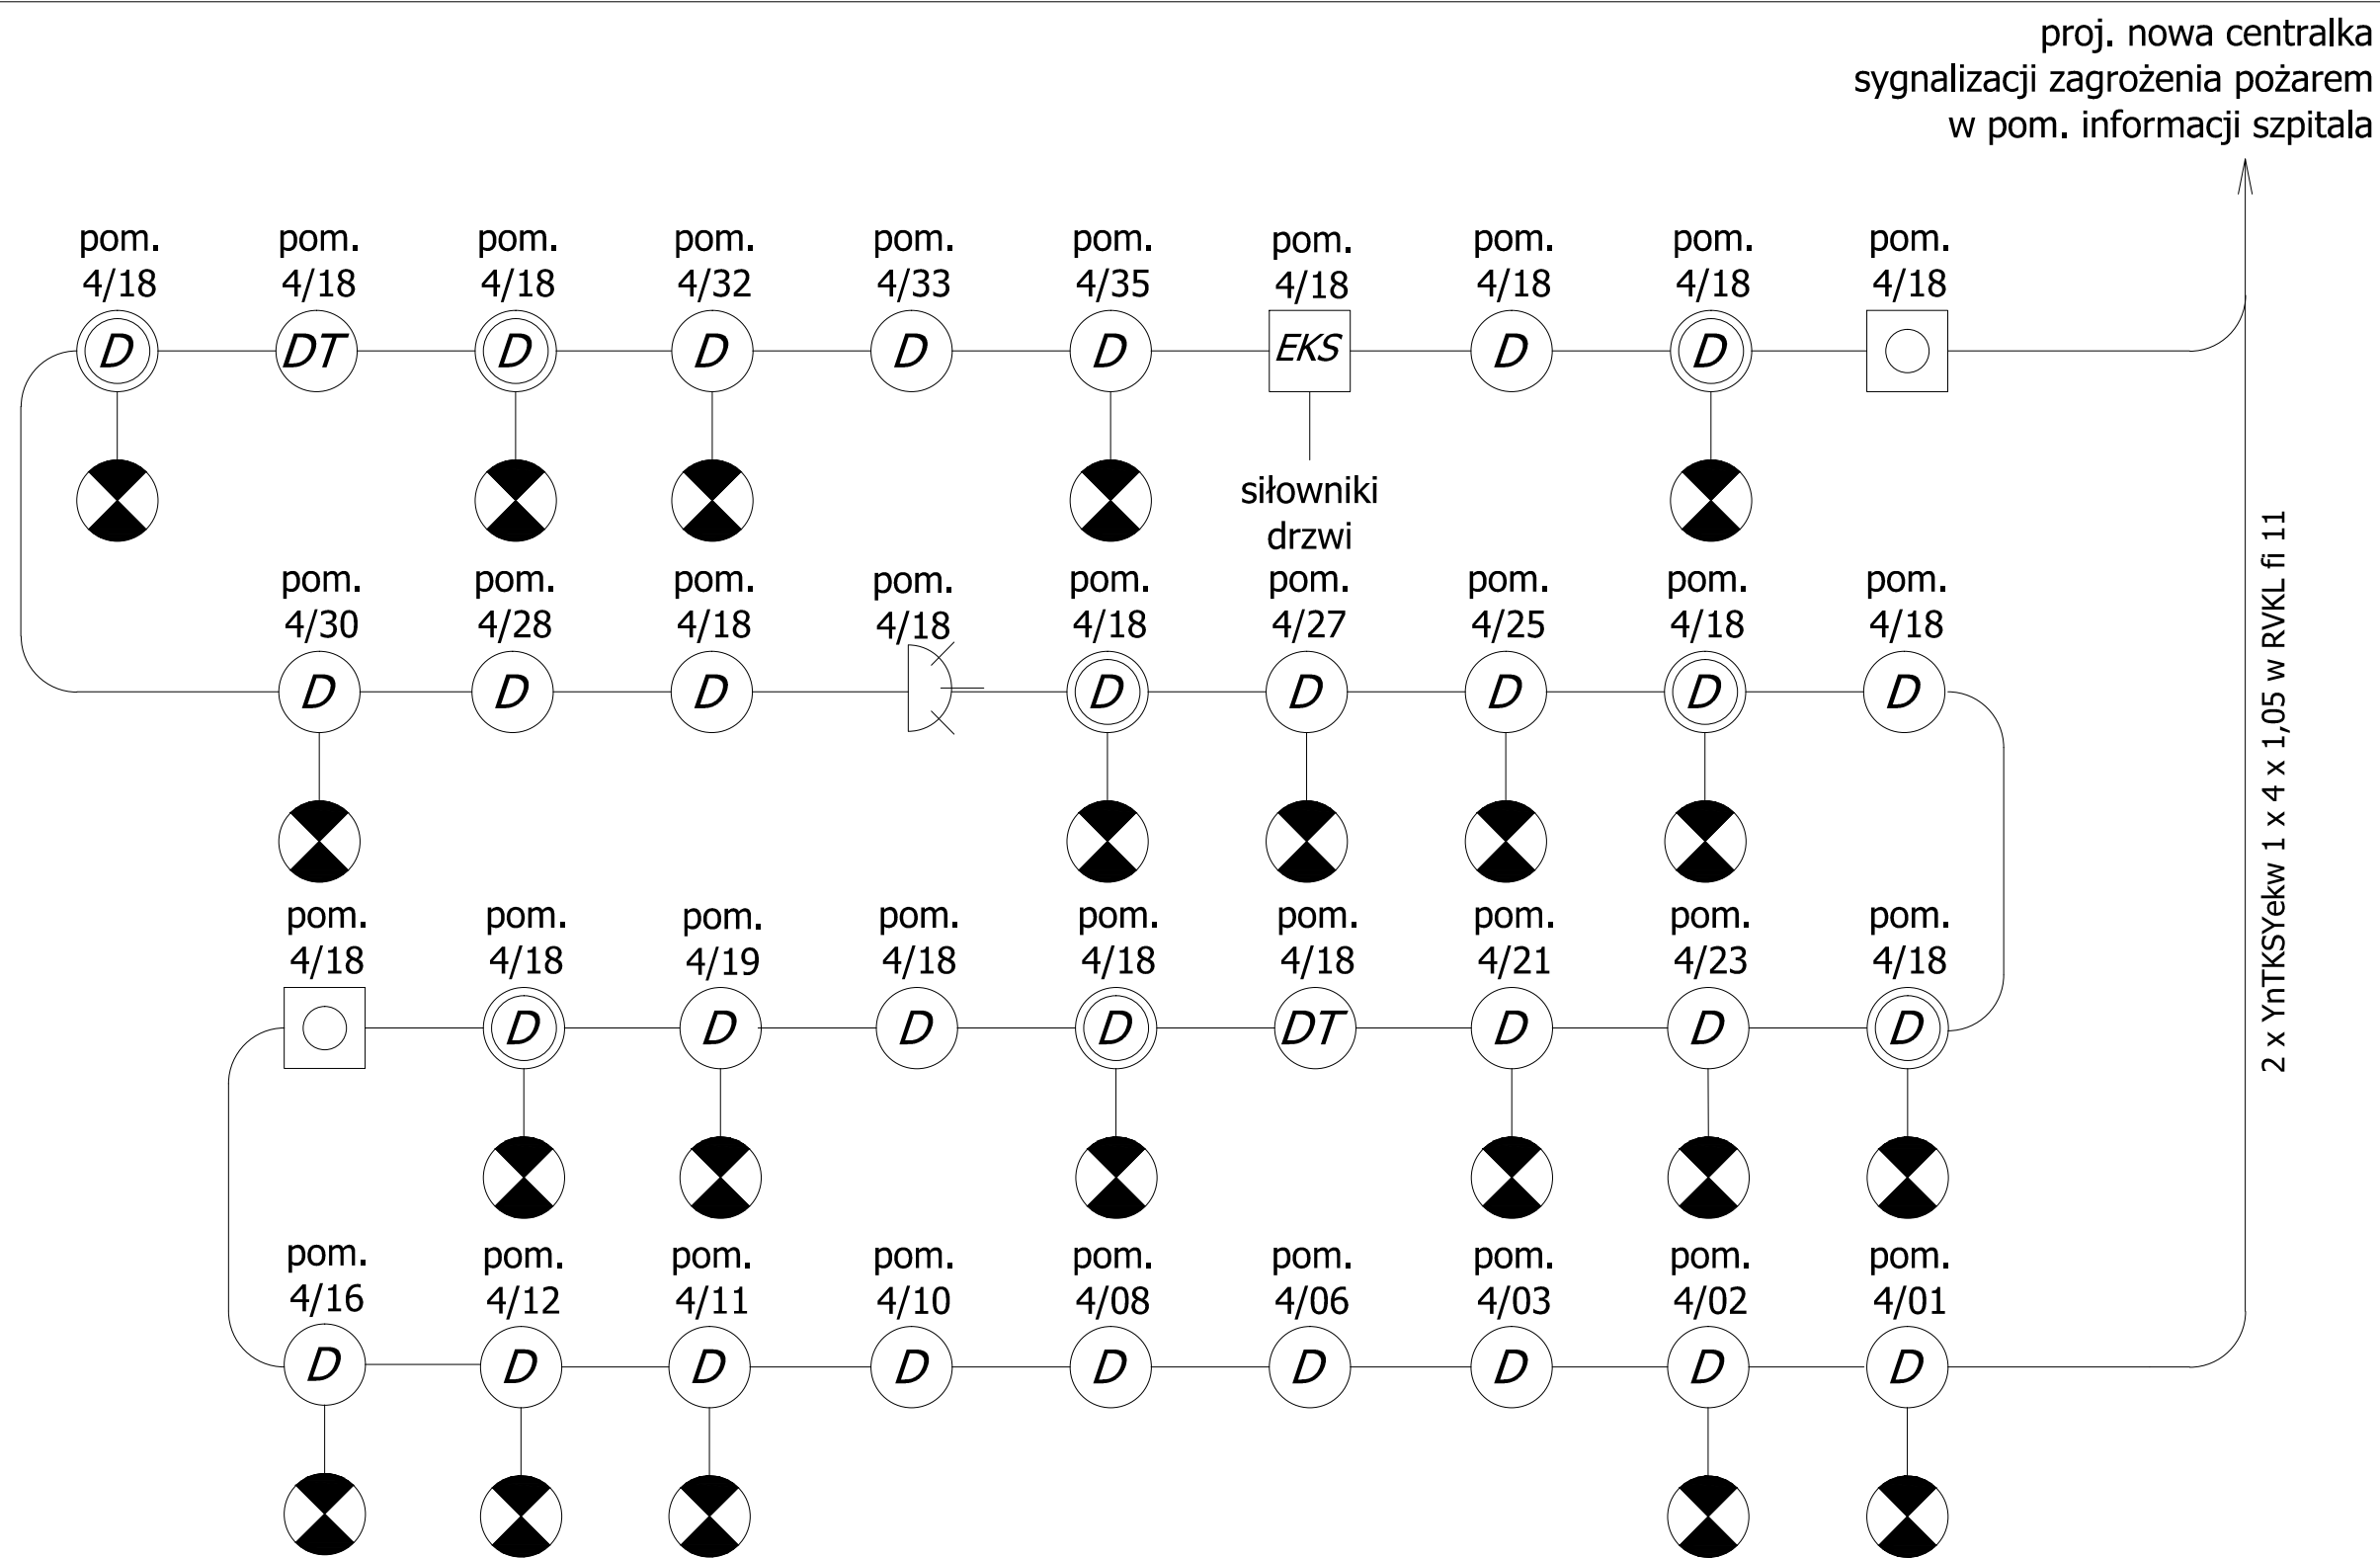 proj. nowa centralka
sygnalizacji zagrożenia pożarem
w pom. informacji szpitala
pom. pom. pom. pom. pom. pom. pom. pom. pom. pom.
4/18 4/18 4/18 4/32 4/33 4/35 4/18 4/18 4/18 4/18
D DT D D D D EKS D D
siłowniki
drzwi
pom. pom. pom. pom. pom. pom. pom. pom. pom.
4/30 4/28 4/18 4/18 4/18 4/27 4/25 4/18 4/18
D D D D D D D D
pom. pom. pom. pom. pom. pom. pom. pom. pom.
4/18 4/18 4/19 4/18 4/18 4/18 4/21 4/23 4/18
D D D D DT D D D
pom. pom. pom. pom. pom. pom. pom. pom. pom.
4/16 4/12 4/11 4/10 4/08 4/06 4/03 4/02 4/01
D D D D D D D D D
2 x YnTKSYekw 1 x 4 x 1,05 w RVKL fi 11